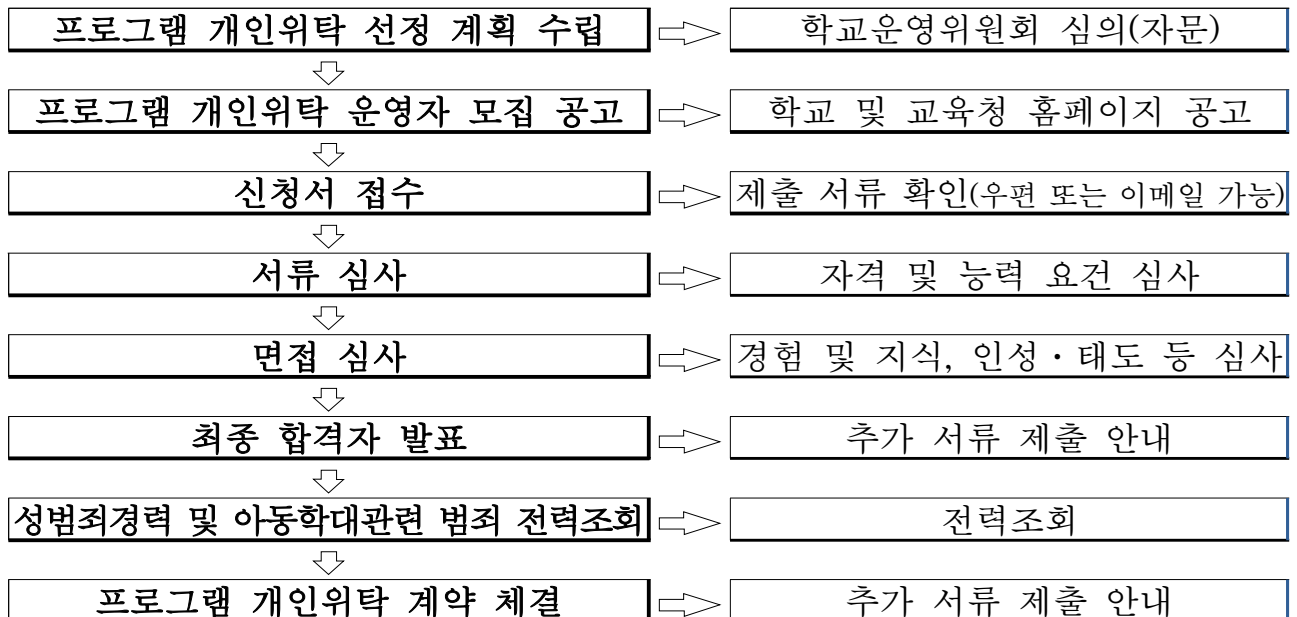 프로그램 개인위탁 선정 계획 수립
학교운영위원회 심의(자문)
프로그램 개인위탁 운영자 모집 공고
학교 및 교육청 홈페이지 공고
신청서 접수
제출 서류 확인(우편 또는 이메일 가능)
서류 심사
자격 및 능력 요건 심사
면접 심사
경험 및 지식, 인성・태도 등 심사
최종 합격자 발표
추가 서류 제출 안내
성범죄경력 및 아동학대관련 범죄 전력조회
전력조회
프로그램 개인위탁 계약 체결
추가 서류 제출 안내